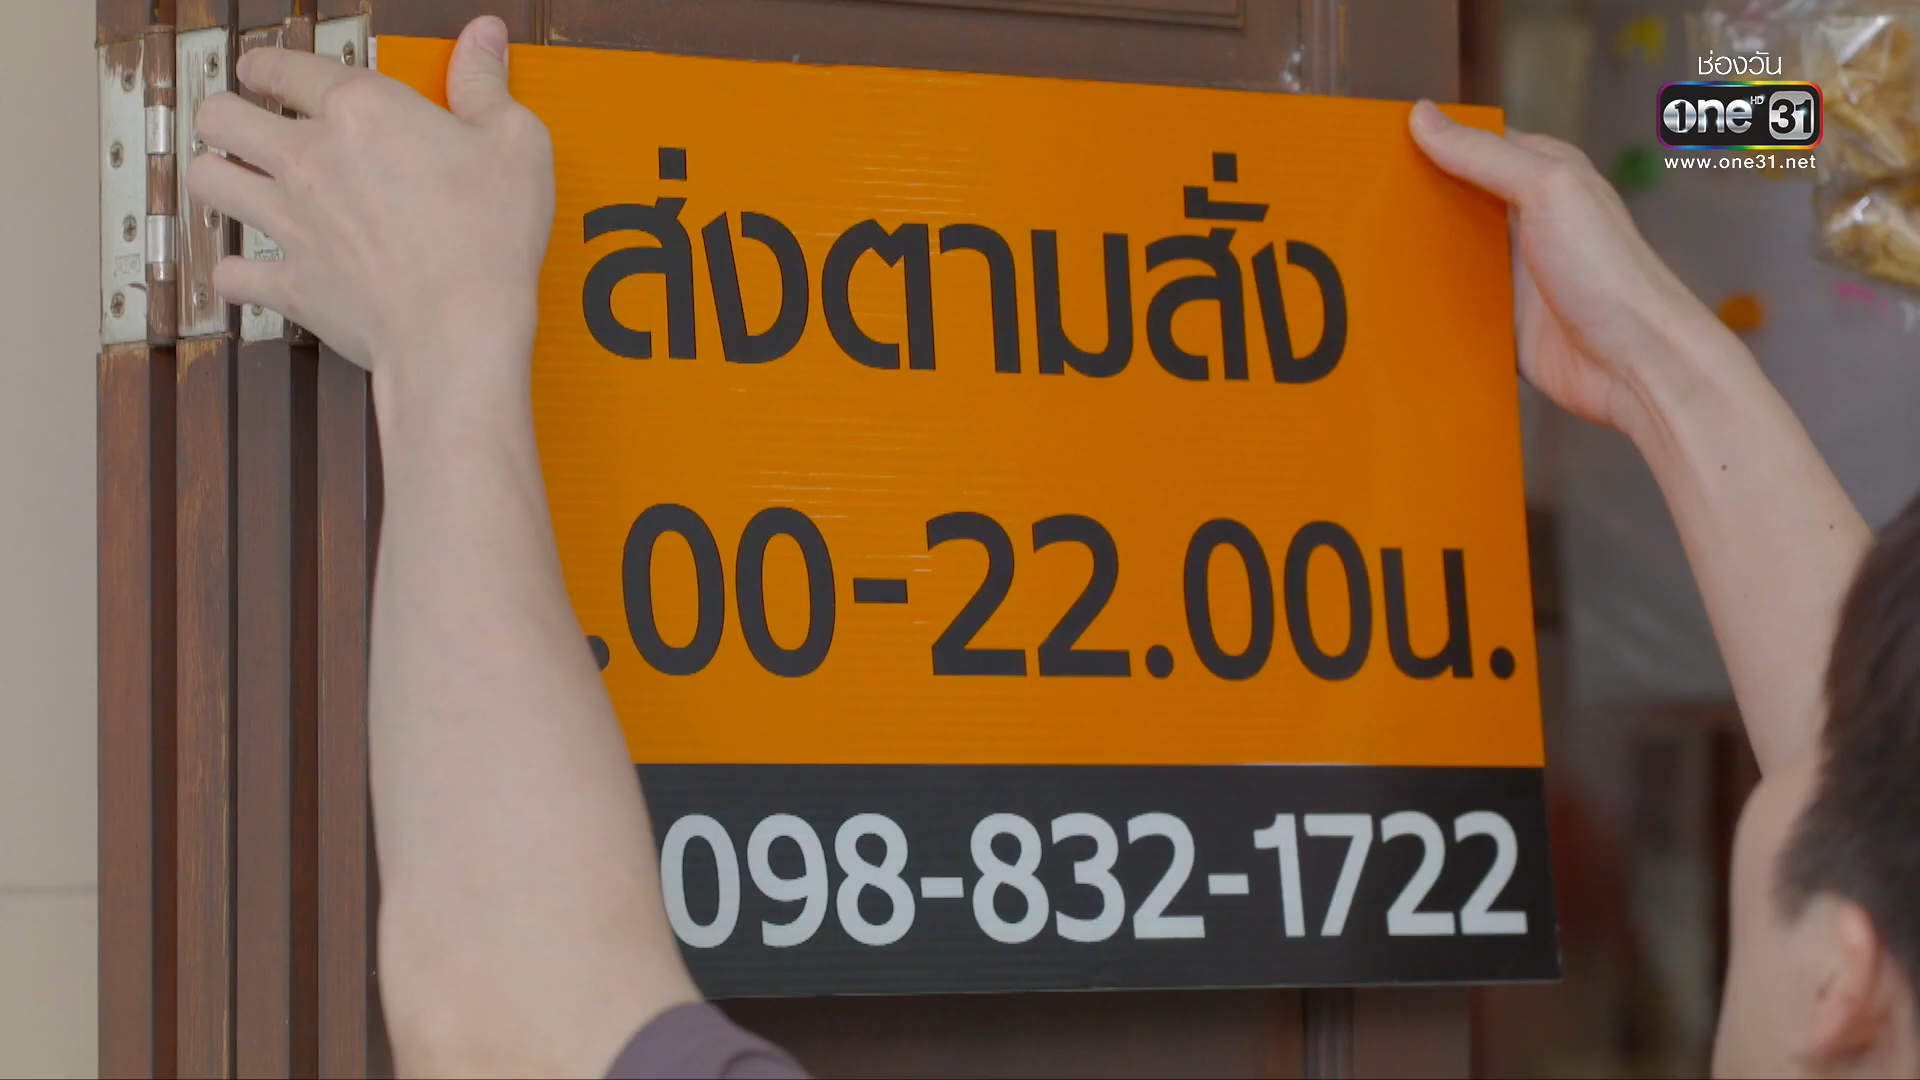 ช่องวัน
one HD 31
www.one31.net
ส่งตามสั่ง
.00-22.00น.
098-832-1722